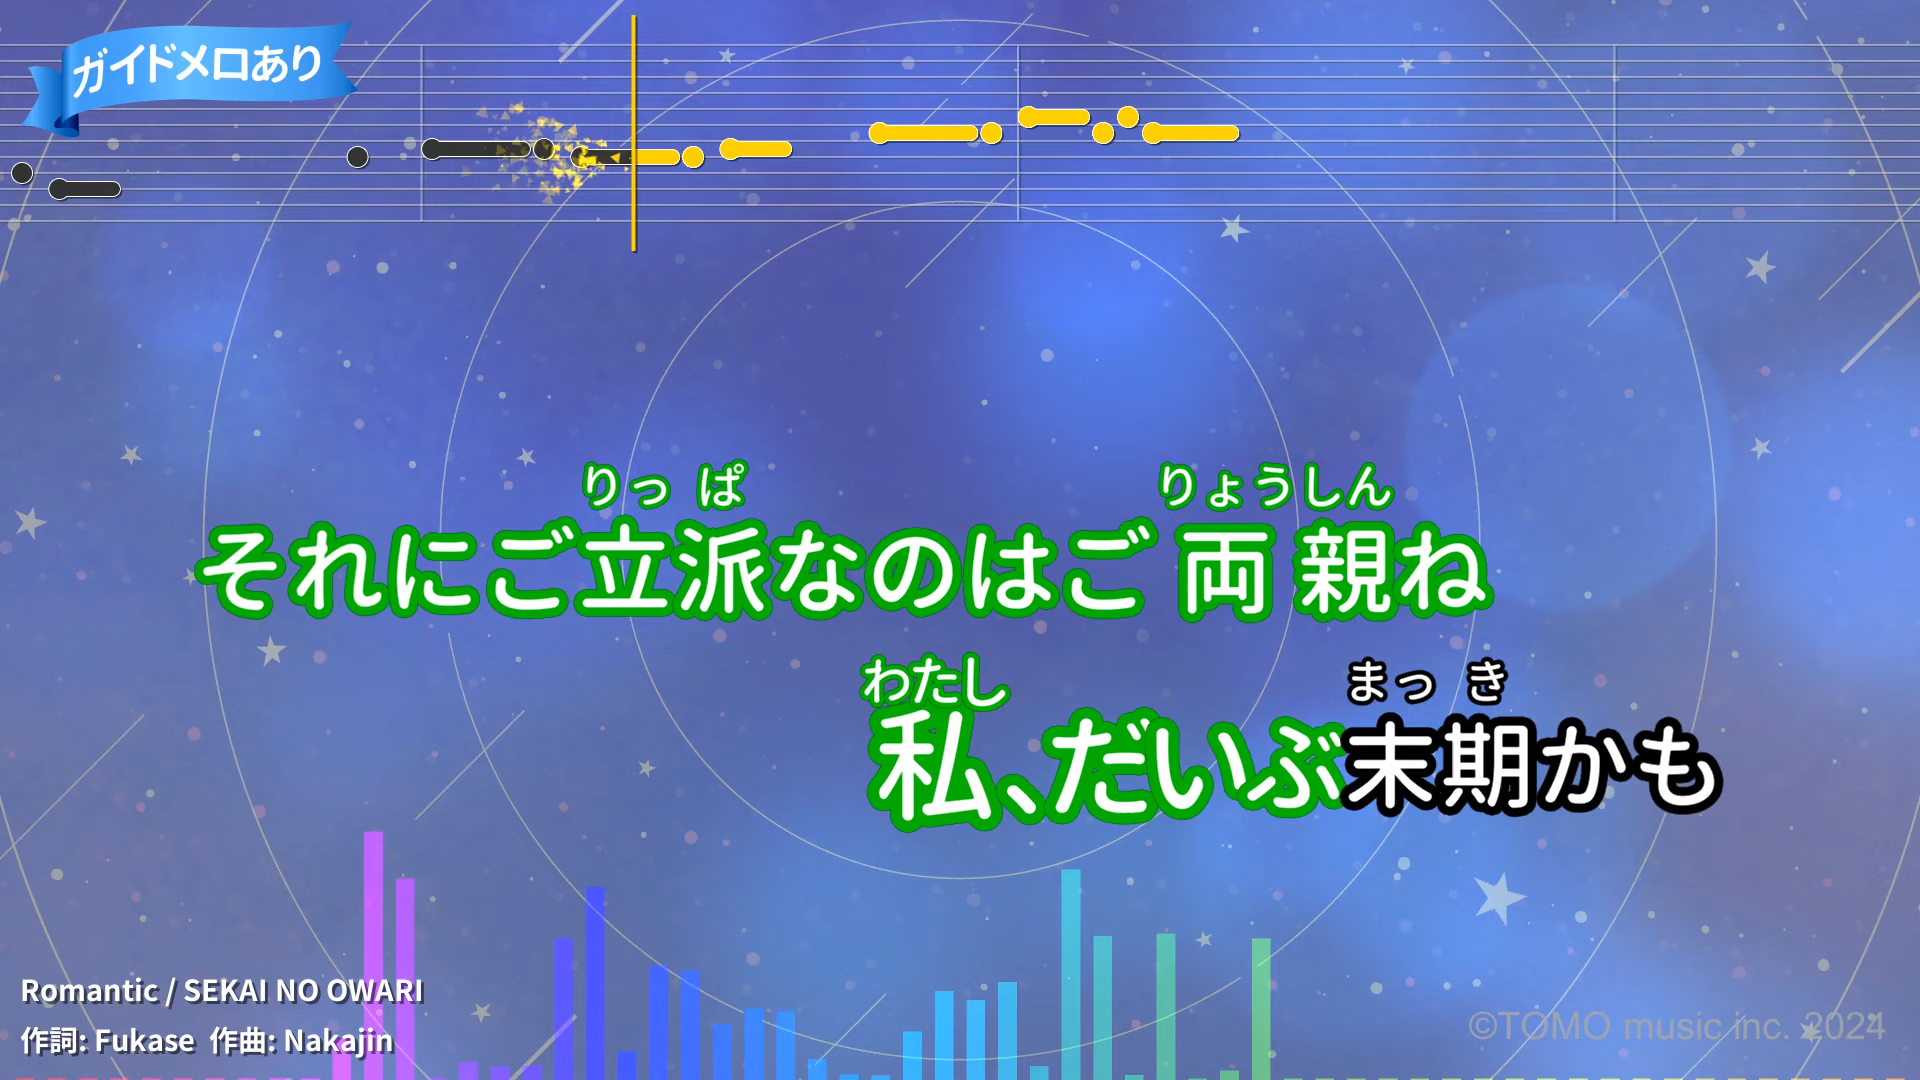 ガイドメロあり
りっぱ りょうしん
それにご立派なのはご両親ね
わたし まっき
私、だいぶ末期かも
Romantic / SEKAI NO OWARI
作詞: Fukase 作曲: Nakajin
©TOMO music inc. 2024